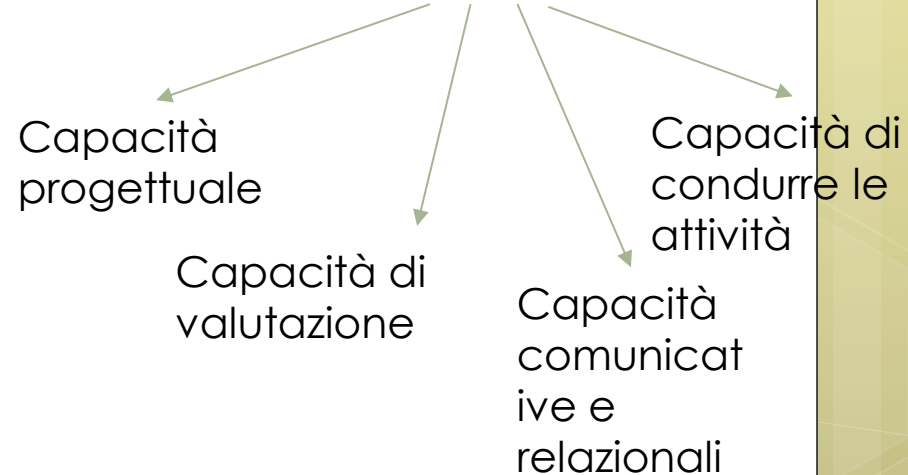 Capacità
progettuale
Capacità di
valutazione
Capacità
comunicat
ive e
relazionali
Capacità di
condurre le
attività